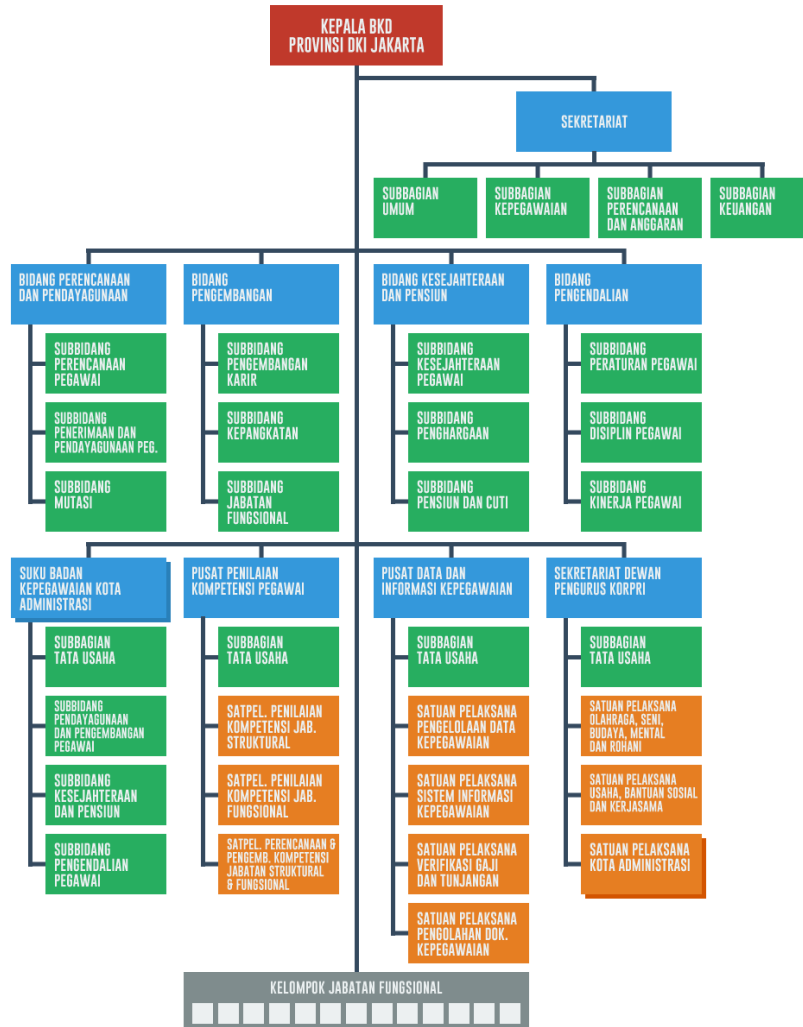 KEPALA BKD
PROVINSI DKI JAKARTA
SEKRETARIAT
SUBBAGIAN
UMUM
SUBBAGIAN
KEPEGAWAIAN
SUBBAGIAN
PERENCANAAN
DAN ANGGARAN
SUBBAGIAN
KEUANGAN
BIDANG PERENCANAAN
DAN PENDAYAGUNAAN
SUBBIDANG
PERENCANAAN
PEGAWAI
SUBBIDANG
PENERIMAAN DAN
PENDAYAGUNAAN PEG.
SUBBIDANG
MUTASI
BIDANG
PENGEMBANGAN
SUBBIDANG
PENGEMBANGAN
KARIR
SUBBIDANG
KEPANGKATAN
SUBBIDANG
JABATAN
FUNGSIONAL
BIDANG KESEJAHTERAAN
DAN PENSIUN
SUBBIDANG
KESEJAHTERAAN
PEGAWAI
SUBBIDANG
PENGHARGAAN
SUBBIDANG
PENSIUN DAN CUTI
BIDANG
PENGENDALIAN
SUBBIDANG
PERATURAN PEGAWAI
SUBBIDANG
DISIPLIN PEGAWAI
SUBBIDANG
KINERJA PEGAWAI
SUKU BADAN
KEPEGAWAIAN KOTA
ADMINISTRASI
SUBBAGIAN
TATA USAHA
SUBBIDANG
PENDAYAGUNAAN
DAN PENGEMBANGAN
PEGAWAI
SUBBIDANG
KESEJAHTERAAN
DAN PENSIUN
SUBBIDANG
PENGENDALIAN
PEGAWAI
PUSAT PENILAIAN
KOMPETENSI PEGAWAI
SUBBAGIAN
TATA USAHA
SATPEL. PENILAIAN
KOMPETENSI JAB.
STRUKTURAL
SATPEL. PENILAIAN
KOMPETENSI JAB.
FUNGSIONAL
SATPEL. PERENCANAAN &
PENGEMB. KOMPETENSI
JABATAN STRUKTURAL
& FUNGSIONAL
PUSAT DATA DAN
INFORMASI KEPEGAWAIAN
SUBBAGIAN
TATA USAHA
SATUAN PELAKSANA
PENGELOLAAN DATA
KEPEGAWAIAN
SATUAN PELAKSANA
SISTEM INFORMASI
KEPEGAWAIAN
SATUAN PELAKSANA
VERIFIKASI GAJI
DAN TUNJANGAN
SATUAN PELAKSANA
PENGOLAHAN DOK.
KEPEGAWAIAN
SEKRETARIAT DEWAN
PENGURUS KORPRI
SUBBAGIAN
TATA USAHA
SATUAN PELAKSANA
OLAHRAGA, SENI,
BUDAYA, MENTAL
DAN ROHANI
SATUAN PELAKSANA
USAHA, BANTUAN SOSIAL
DAN KERJASAMA
SATUAN PELAKSANA
KOTA ADMINISTRASI
KELOMPOK JABATAN FUNGSIONAL